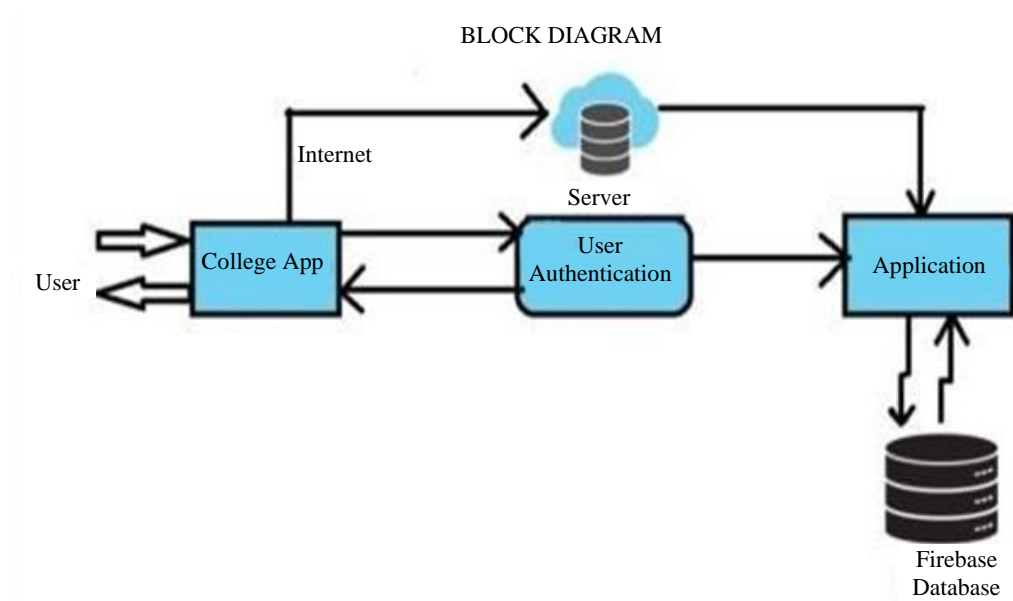 BLOCK DIAGRAM
Internet
Server
User
College App
User
Authentication
Application
Firebase
Database